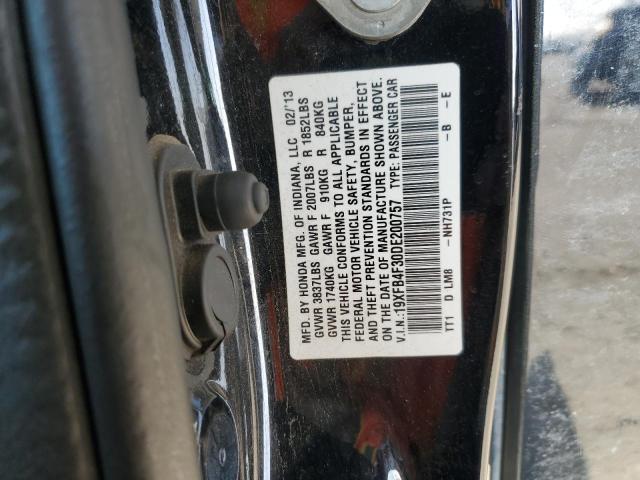 MFD. BY HONDA MFG. OF INDIANA, LLC 02/'13
GVWR 3837LBS GAWR F 2007LBS R 1852LBS
GVWR 1740KG GAWR F 910KG R 840KG
THIS VEHICLE CONFORMS TO ALL APPLICABLE
FEDERAL MOTOR VEHICLE SAFETY, BUMPER,
AND THEFT PREVENTION STANDARDS IN EFFECT
ON THE DATE OF MANUFACTURE SHOWN ABOVE.
V.I.N.:19XFB4F30DE200757 TYPE: PASSENGER CAR
TT1 D LM8 -NH731P -B -E